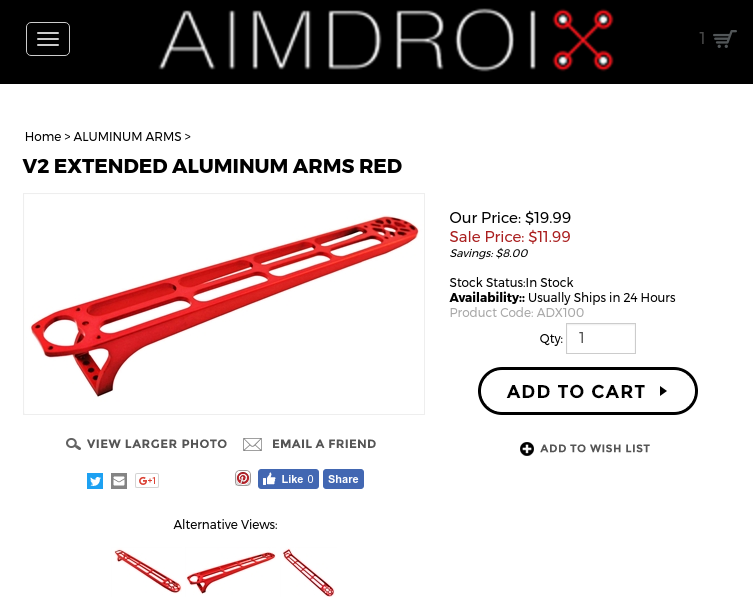 AIMDROIX
1
Home > ALUMINUM ARMS >
V2 EXTENDED ALUMINUM ARMS RED
Our Price: $19.99
Sale Price: $11.99
Savings: $8.00
Stock Status:In Stock
Availability:: Usually Ships in 24 Hours
Product Code: ADX100
Qty: 1
ADD TO CART
VIEW LARGER PHOTO
EMAIL A FRIEND
ADD TO WISH LIST
G+1
Like 0
Share
Alternative Views: